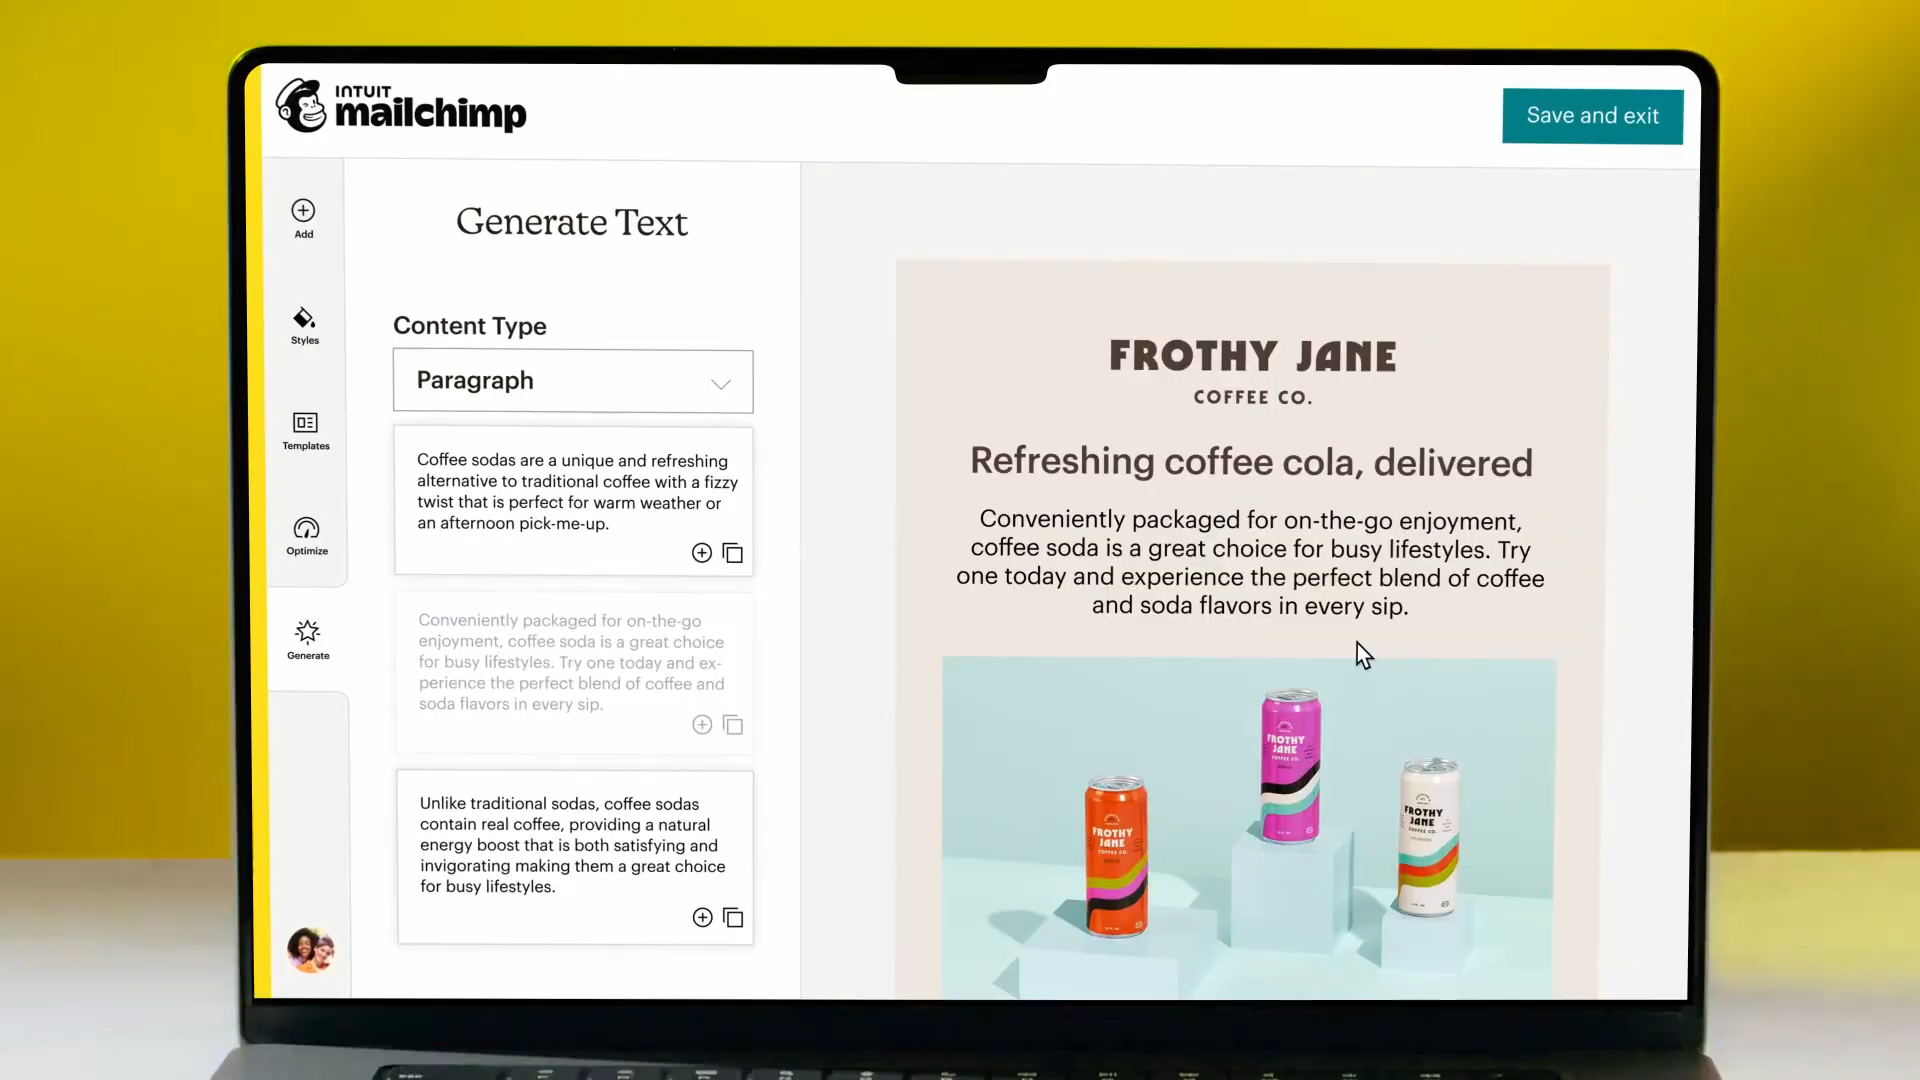 INTUIT
mailchimp
Save and exit
Add
Styles
Templates
Optimize
Generate
Generate Text
Content Type
Paragraph
Coffee sodas are a unique and refreshing
alternative to traditional coffee with a fizzy
twist that is perfect for warm weather or
an afternoon pick-me-up.
Conveniently packaged for on-the-go
enjoyment, coffee soda is a great choice
for busy lifestyles. Try one today and ex-
perience the perfect blend of coffee and
soda flavors in every sip.
Unlike traditional sodas, coffee sodas
contain real coffee, providing a natural
energy boost that is both satisfying and
invigorating making them a great choice
for busy lifestyles.
FROTHY JANE
COFFEE CO.
Refreshing coffee cola, delivered
Conveniently packaged for on-the-go enjoyment,
coffee soda is a great choice for busy lifestyles. Try
one today and experience the perfect blend of coffee
and soda flavors in every sip.
FROTHY
JANE
COFFEE CO.
FROTHY
JANE
COFFEE CO.
FROTHY
JANE
COFFEE CO.